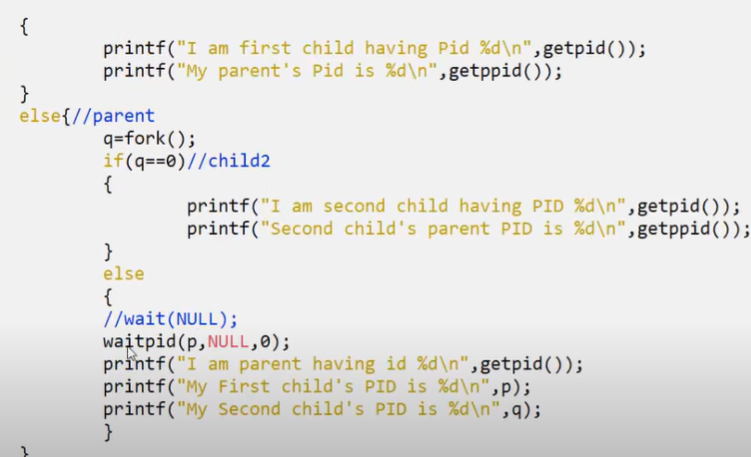 {
printf("I am first child having Pid %d\n",getpid());
printf("My parent's Pid is %d\n",getppid());
}
else{//parent
q=fork();
if(q==0)//child2
{
printf("I am second child having PID %d\n",getpid());
printf("Second child's parent PID is %d\n",getppid());
}
else
{
//wait(NULL);
waitpid(p,NULL,0);
printf("I am parent having id %d\n",getpid());
printf("My First child's PID is %d\n",p);
printf("My Second child's PID is %d\n",q);
}
}